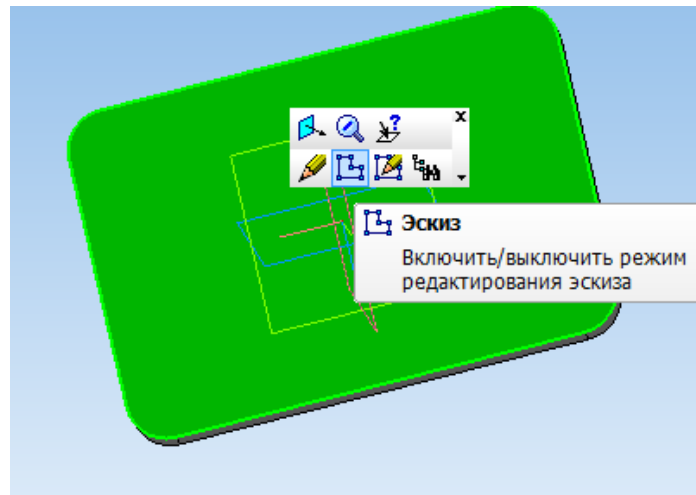 Эскиз
Включить/выключить режим
редактирования эскиза